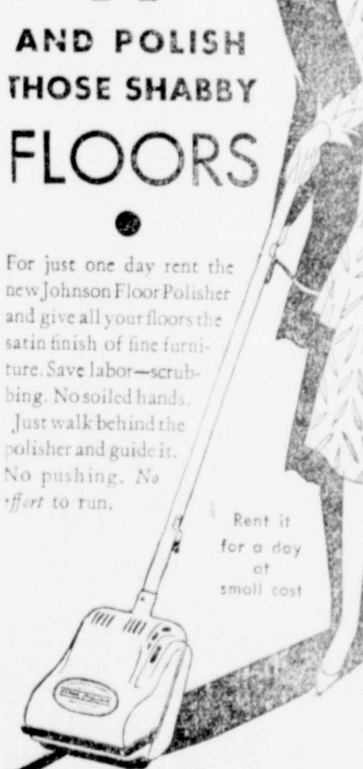 AND POLISH
THOSE SHABBY
FLOORS
For just one day rent the
new Johnson Floor Polisher
and give all your floors the
satin finish of fine furni-
ture. Save labor—scrub-
bing. No soiled hands.
Just walk behind the
polisher and guide it.
No pushing. No
effort to run.
Rent it
for a day
at
small cost